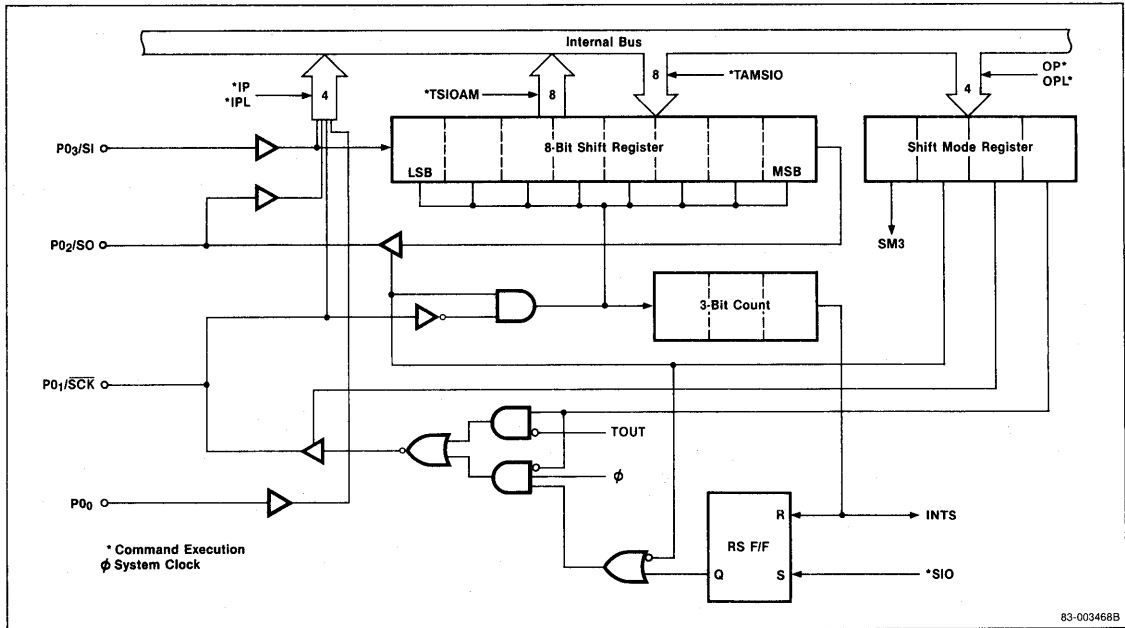 Internal Bus
*IP
*IPL
4
*TSIOAM
8
8
*TAMSIO
4
OP*
OPL*
P0₃/SI
8-Bit Shift Register
LSB
MSB
Shift Mode Register
P0₂/SO
SM3
3-Bit Count
P0₁/S̅C̅K̅
TOUT
ϕ
P0₀
R
INTS
RS F/F
Q
S
*SIO
* Command Execution
ϕ System Clock
83-003468B